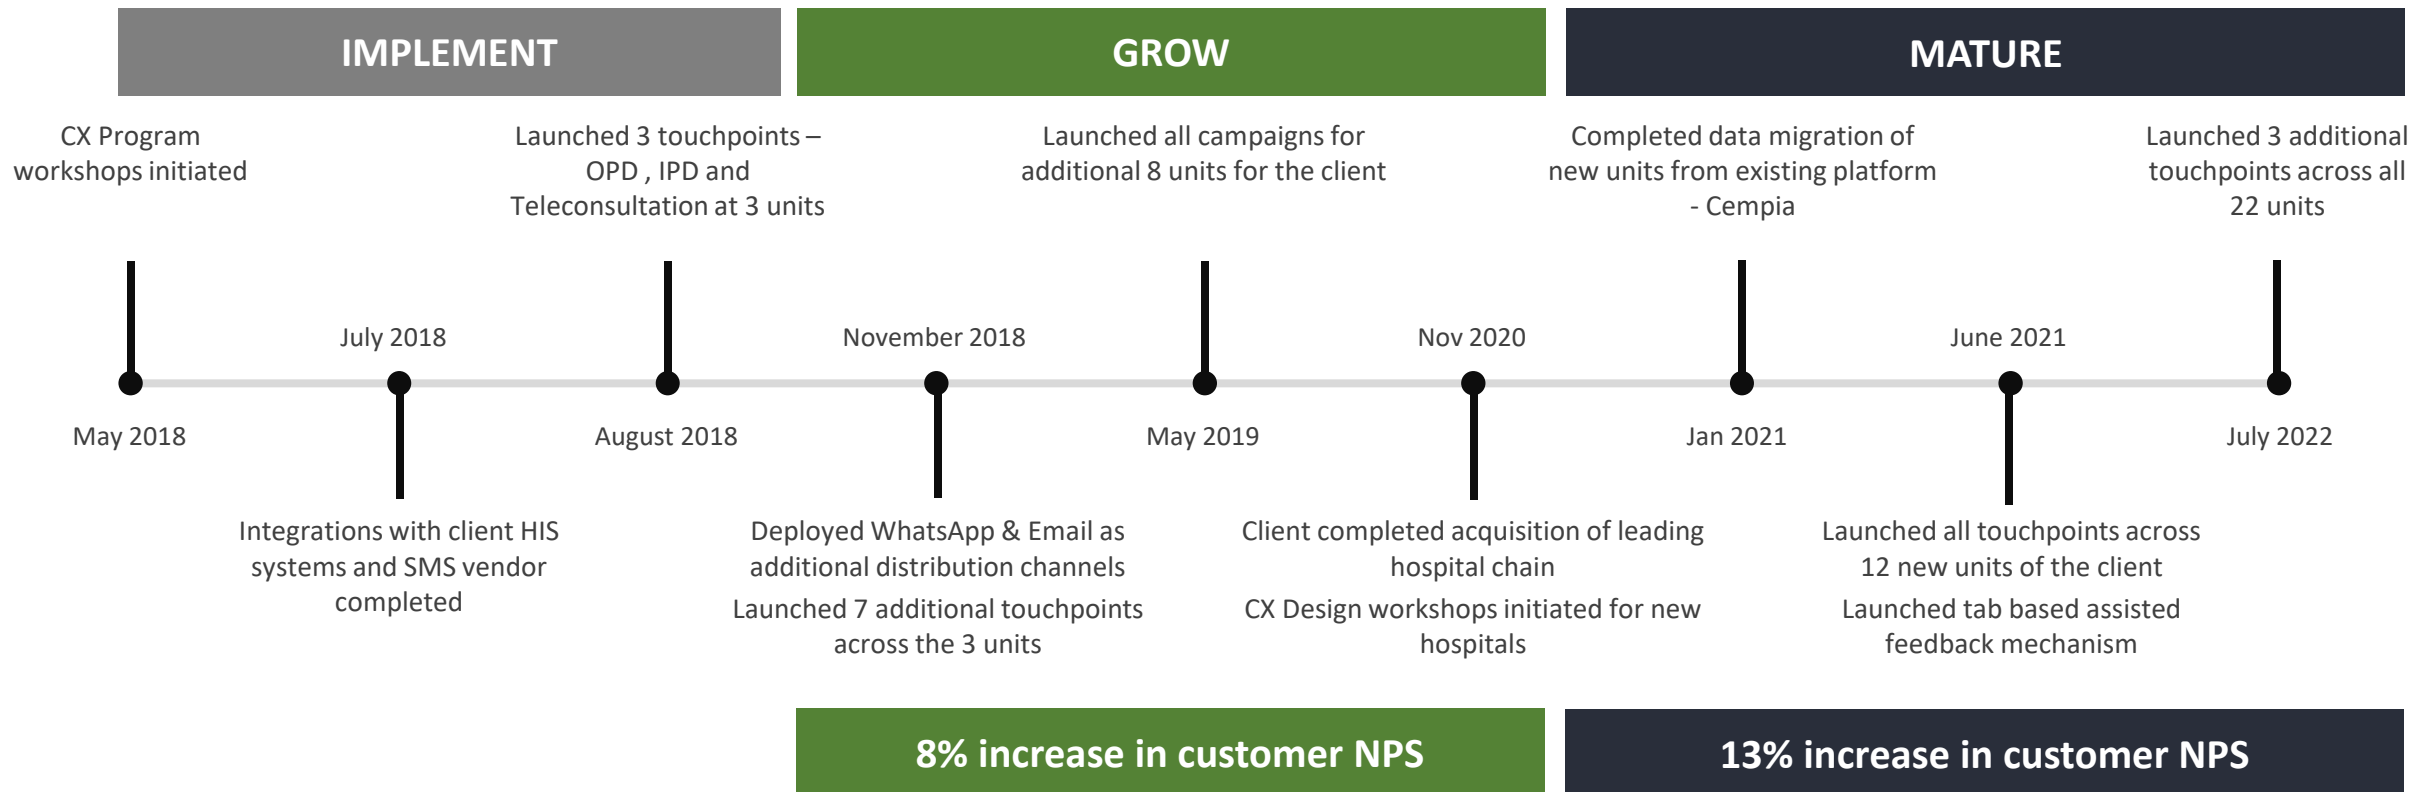 IMPLEMENT
GROW
MATURE
CX Program
workshops initiated
Launched 3 touchpoints –
OPD , IPD and
Teleconsultation at 3 units
Launched all campaigns for
additional 8 units for the client
Completed data migration of
new units from existing platform
- Cempia
Launched 3 additional
touchpoints across all
22 units
July 2018
November 2018
Nov 2020
June 2021
May 2018
August 2018
May 2019
Jan 2021
July 2022
Integrations with client HIS
systems and SMS vendor
completed
Deployed WhatsApp & Email as
additional distribution channels
Launched 7 additional touchpoints
across the 3 units
Client completed acquisition of leading
hospital chain
CX Design workshops initiated for new
hospitals
Launched all touchpoints across
12 new units of the client
Launched tab based assisted
feedback mechanism
8% increase in customer NPS
13% increase in customer NPS